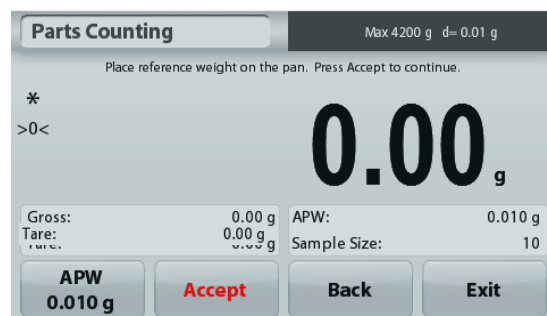 Parts Counting
Max 4200 g d= 0.01 g
Place reference weight on the pan. Press Accept to continue.
*
>0<
0.00 g
Gross: 0.00 g
Tare: 0.00 g
APW: 0.010 g
Sample Size: 10
APW
0.010 g
Accept
Back
Exit